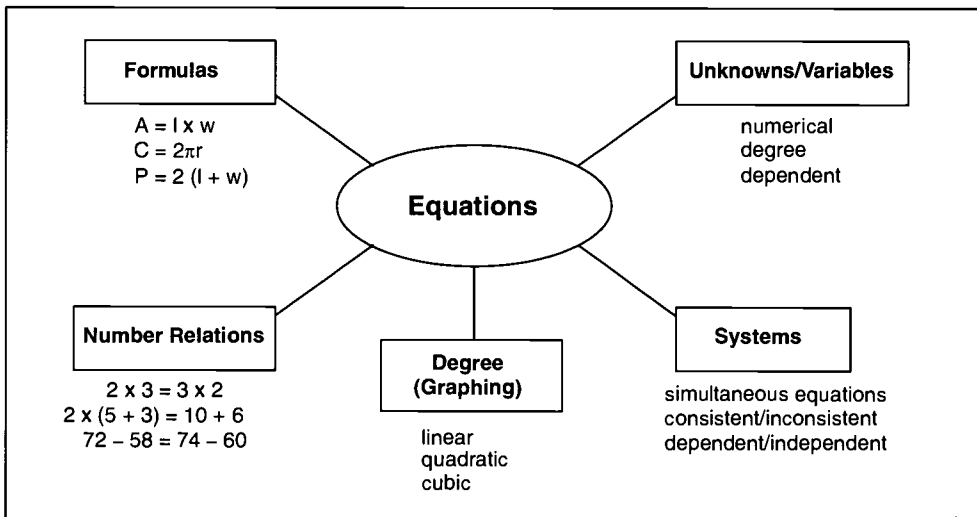 Formulas
A = l x w
C = 2πr
P = 2 (l + w)
Unknowns/Variables
numerical
degree
dependent
Equations
Number Relations
2 x 3 = 3 x 2
2 x (5 + 3) = 10 + 6
72 – 58 = 74 – 60
Degree
(Graphing)
linear
quadratic
cubic
Systems
simultaneous equations
consistent/inconsistent
dependent/independent